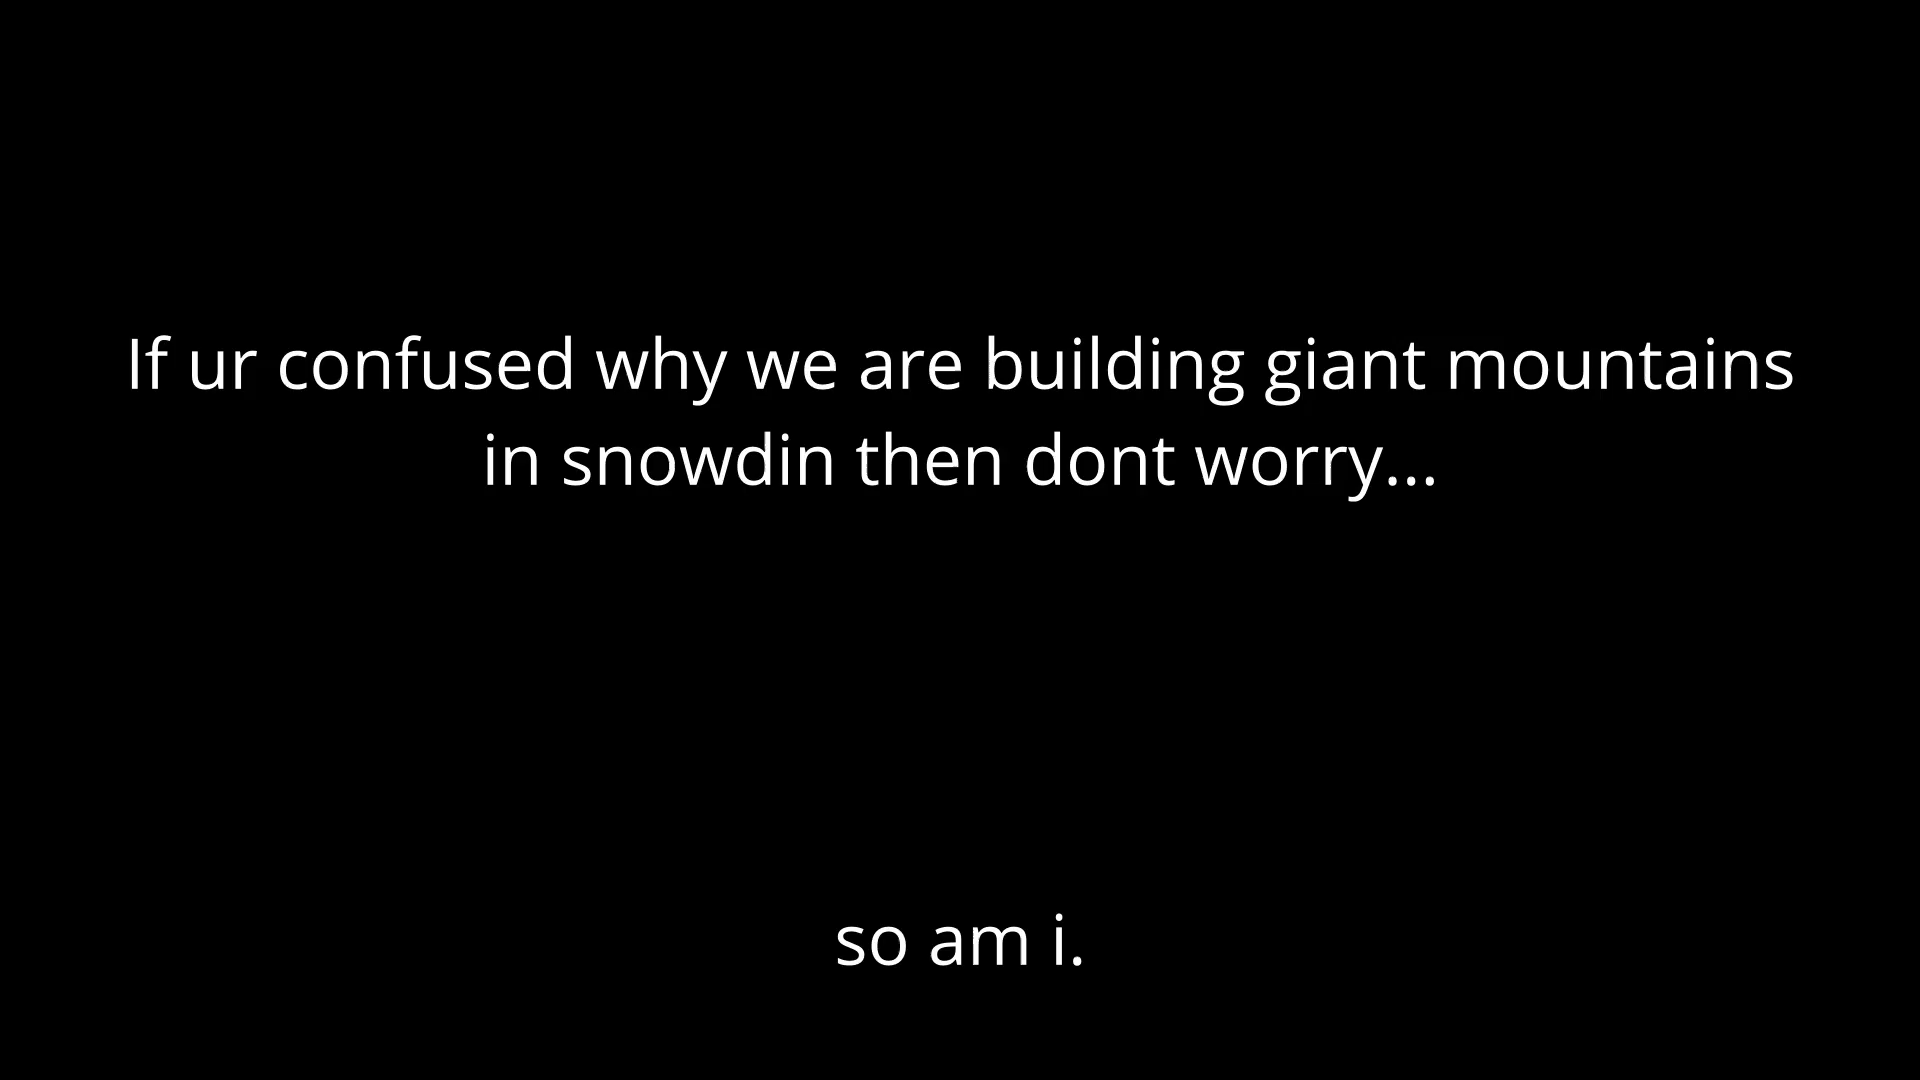 If ur confused why we are building giant mountains
in snowdin then dont worry...
so am i.